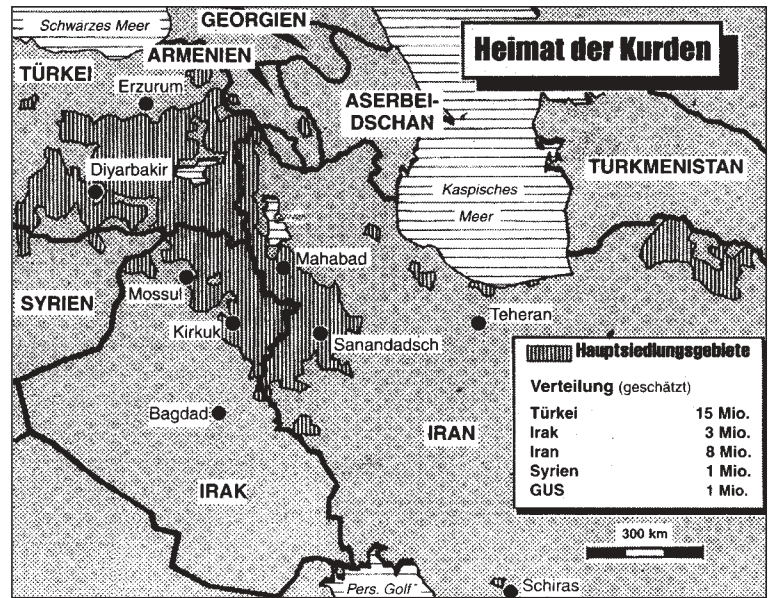 Schwarzes Meer
GEORGIEN
Heimat der Kurden
ARMENIEN
TÜRKEI
Erzurum
ASERBEI-
DSCHAN
TURKMENISTAN
Diyarbakir
Kaspisches
Meer
Mahabad
SYRIEN
Mossul
Teheran
Kirkuk
Sanandadsch
Hauptsiedlungsgebiete
Verteilung (geschätzt)
Türkei 15 Mio.
Irak 3 Mio.
Iran 8 Mio.
Syrien 1 Mio.
GUS 1 Mio.
Bagdad
IRAN
IRAK
300 km
Pers. Golf
Schiras